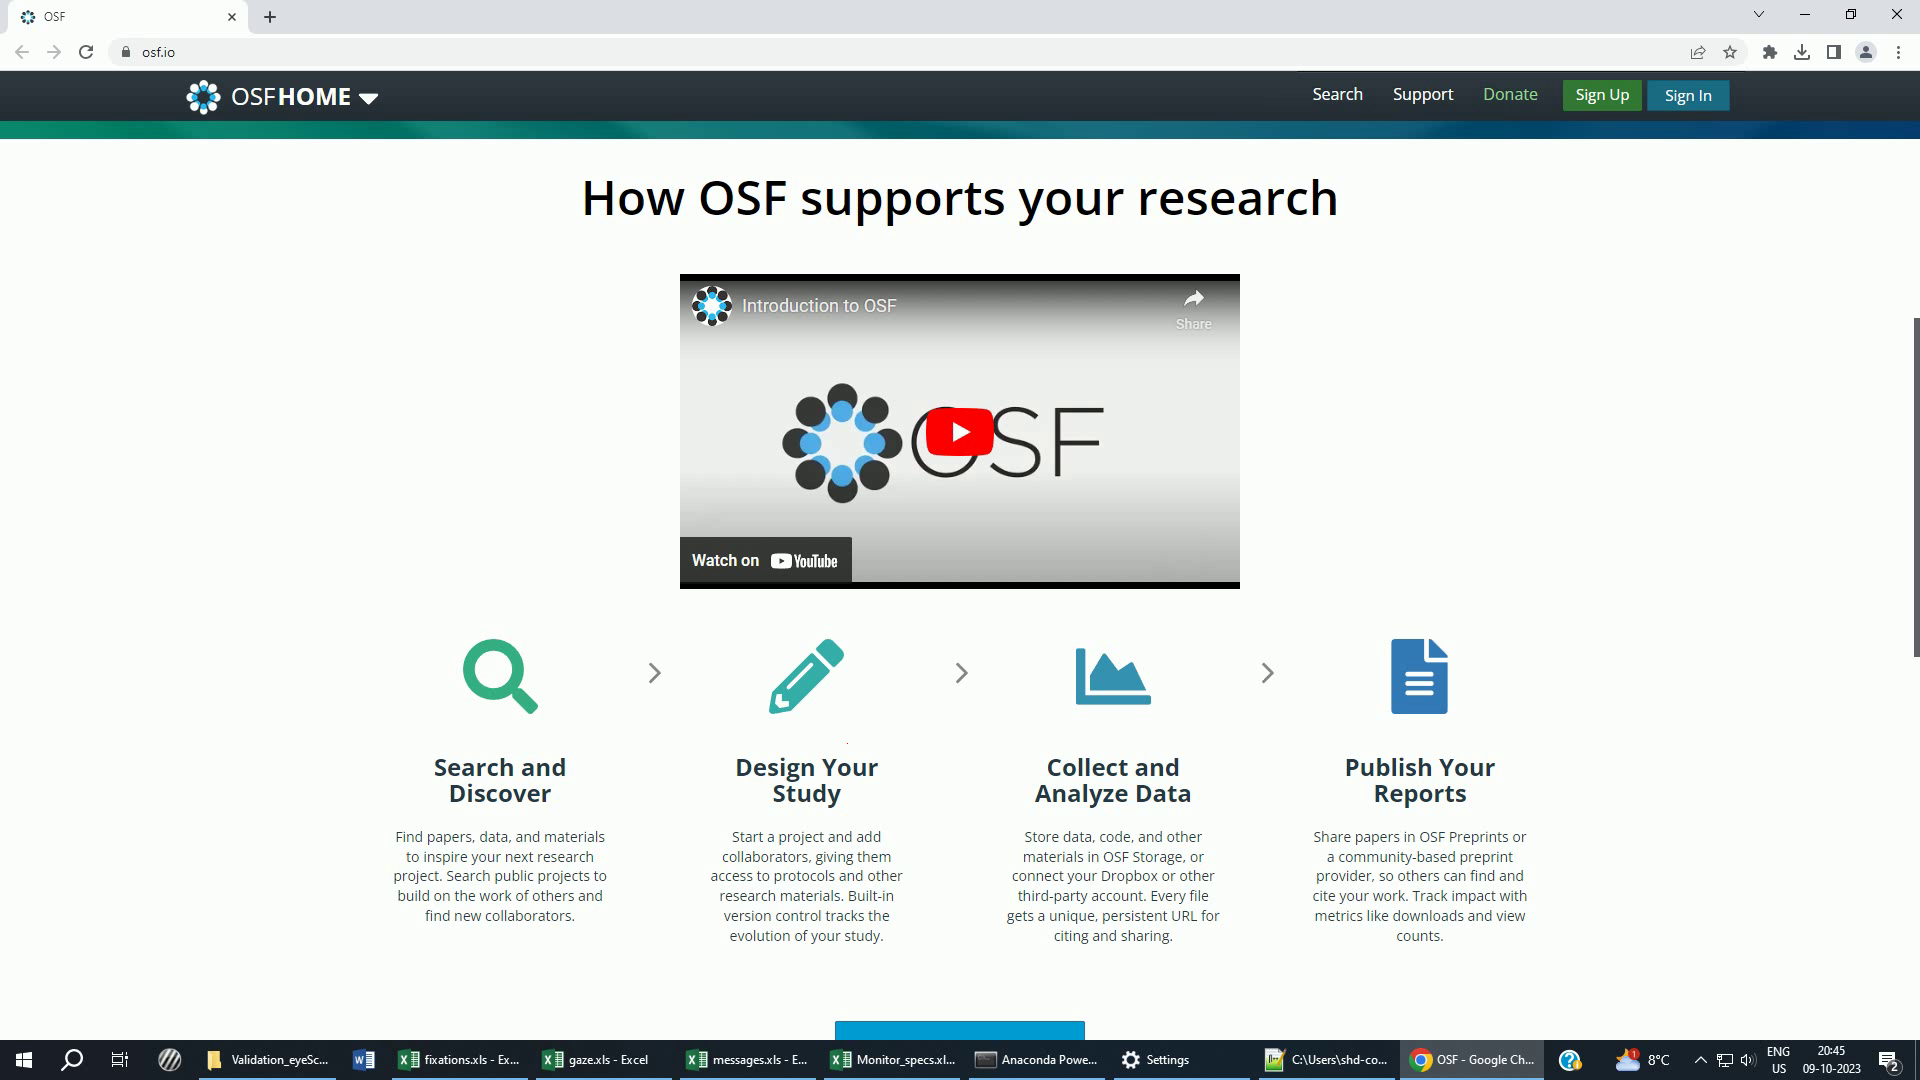 OSF
osf.io
OSFHOME
Search Support Donate Sign Up Sign In
How OSF supports your research
Introduction to OSF
Share
OSF
Watch on YouTube
Search and
Discover
Find papers, data, and materials
to inspire your next research
project. Search public projects to
build on the work of others and
find new collaborators.
Design Your
Study
Start a project and add
collaborators, giving them
access to protocols and other
research materials. Built-in
version control tracks the
evolution of your study.
Collect and
Analyze Data
Store data, code, and other
materials in OSF Storage, or
connect your Dropbox or other
third-party account. Every file
gets a unique, persistent URL for
citing and sharing.
Publish Your
Reports
Share papers in OSF Preprints or
a community-based preprint
provider, so others can find and
cite your work. Track impact with
metrics like downloads and view
counts.
Validation_eyeSc... fixations.xls - Ex... gaze.xls - Excel messages.xls - E... Monitor_specs.xl... Anaconda Powe... Settings C:\Users\shd-co... OSF - Google Ch... 1 8°C ENG 20:45
US 09-10-2023 2